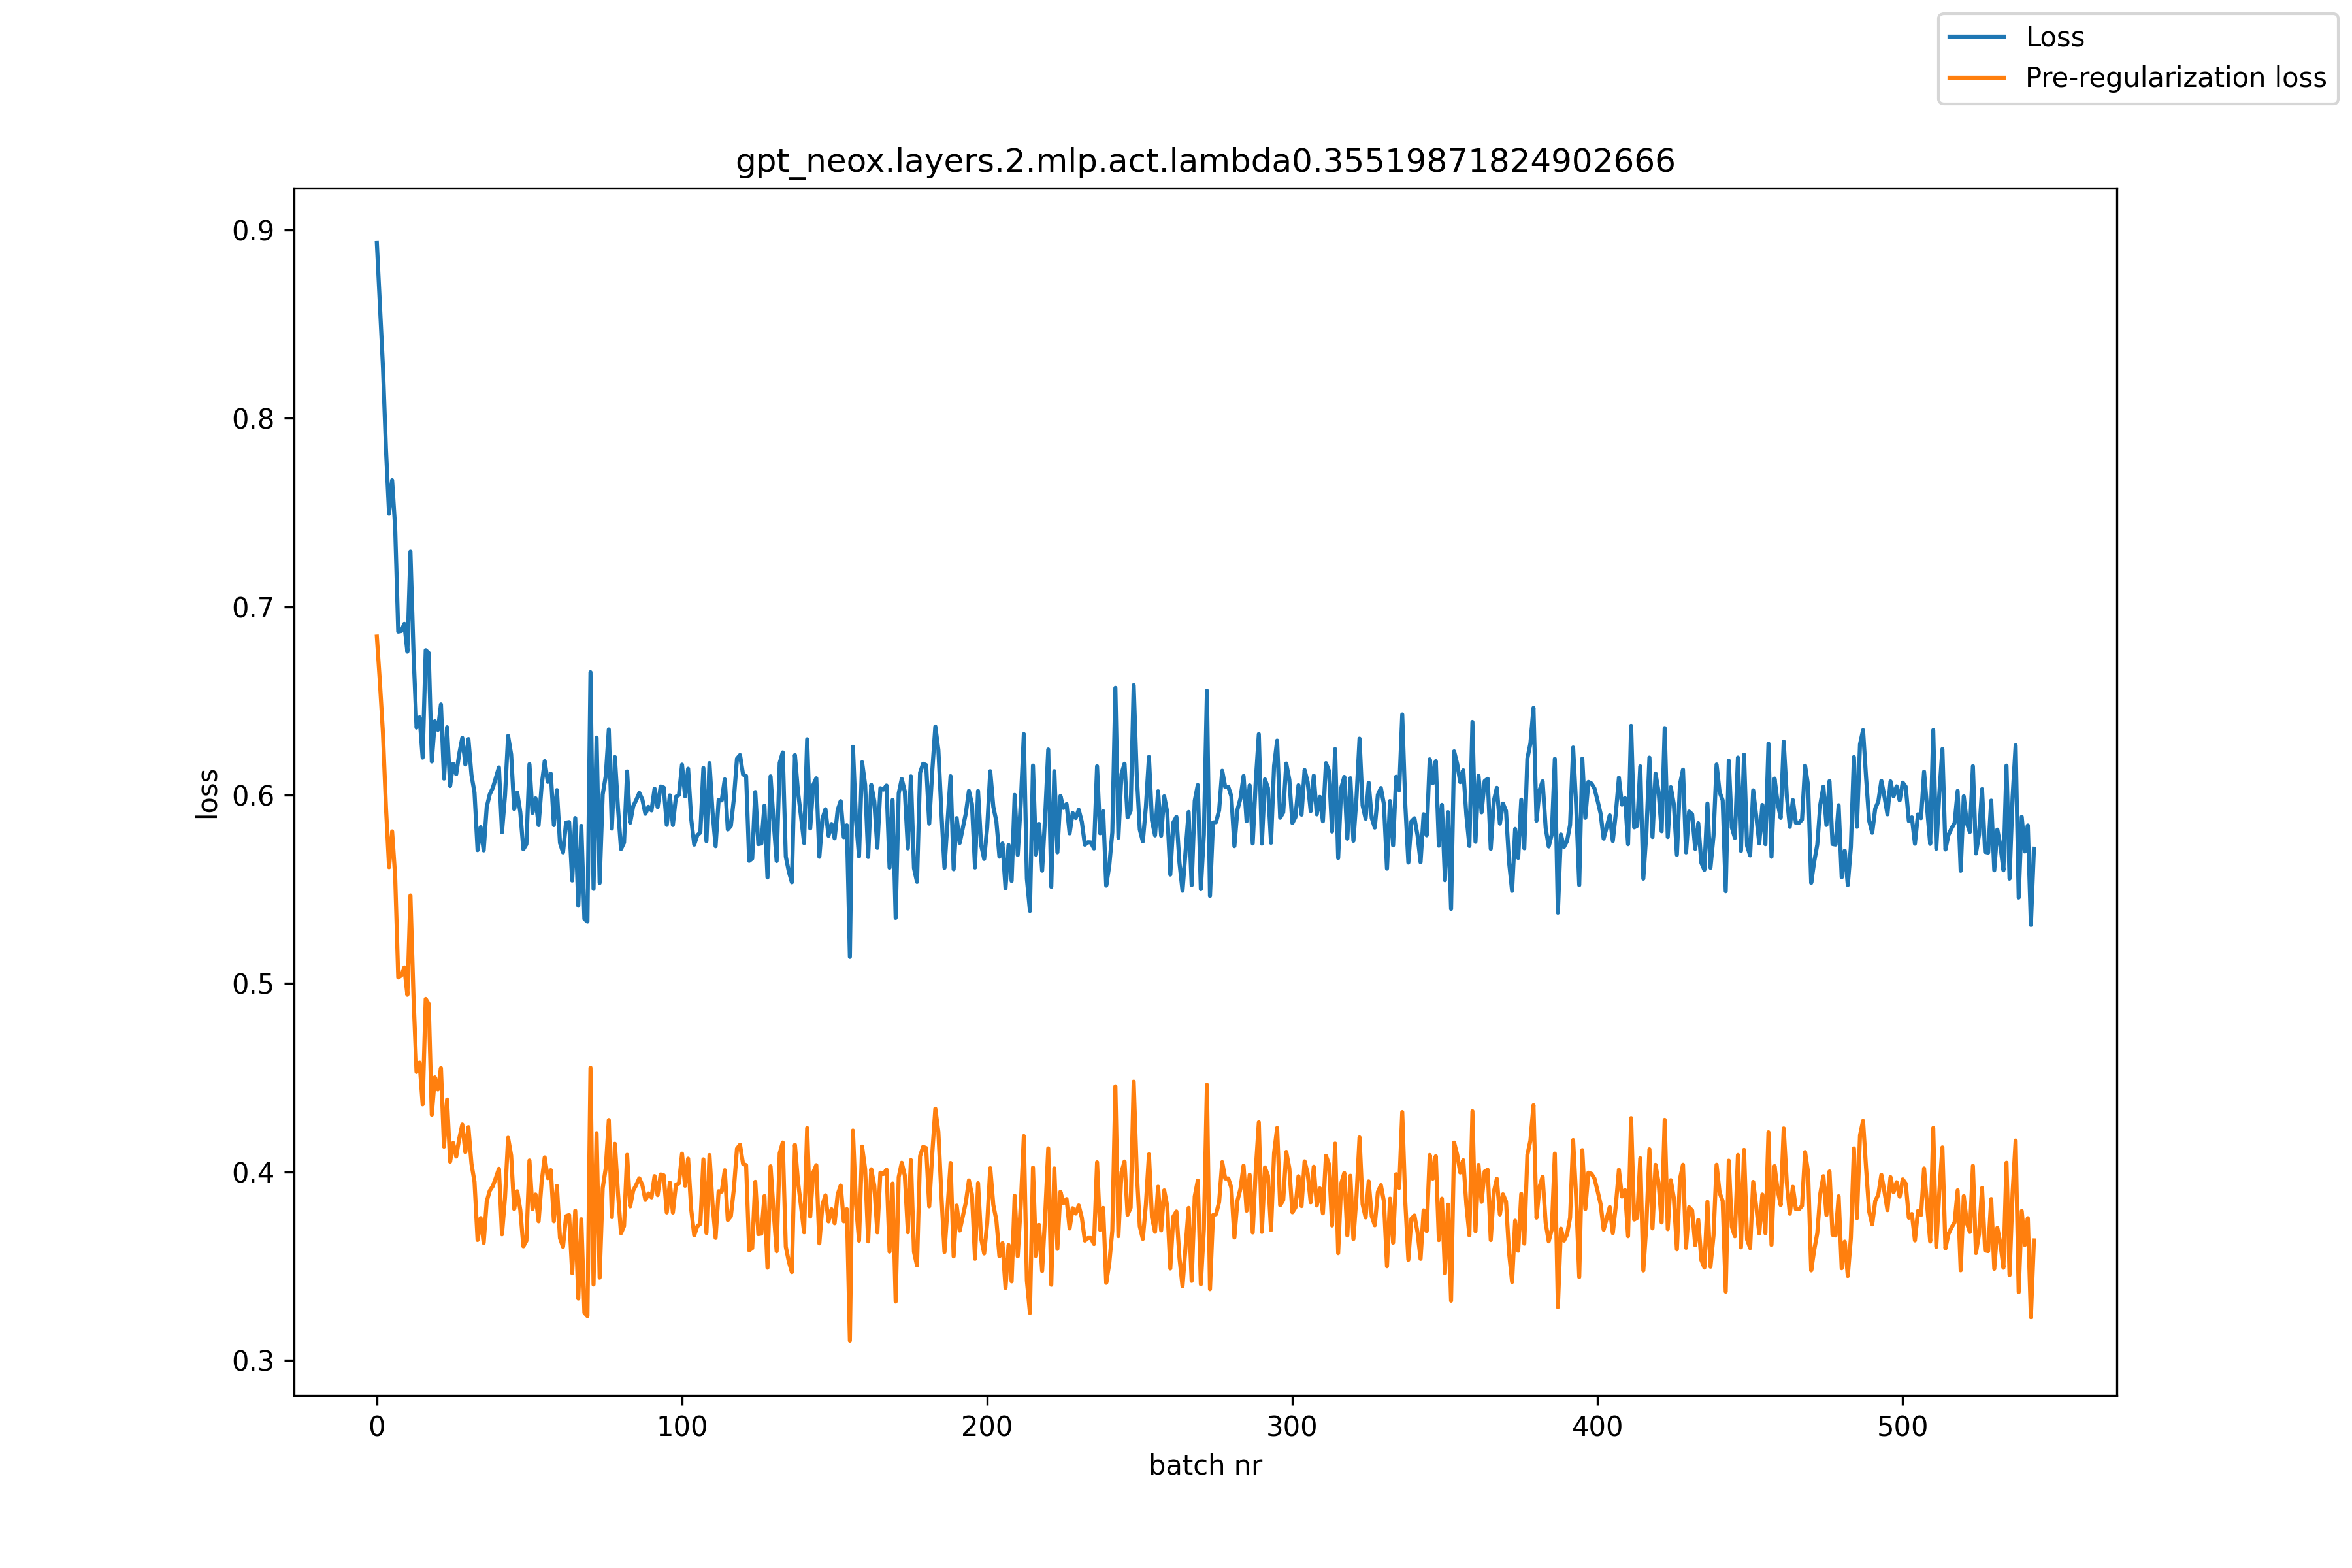 Loss
Pre-regularization loss
gpt_neox.layers.2.mlp.act.lambda0.35519871824902666
0.9
0.8
0.7
0.6
0.5
0.4
0.3
loss
0 100 200 300 400 500
batch nr